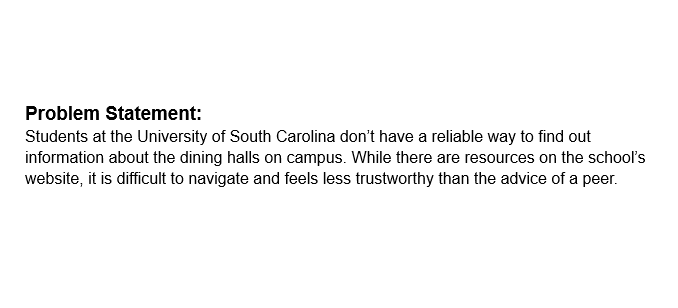 Problem Statement:
Students at the University of South Carolina don’t have a reliable way to find out
information about the dining halls on campus. While there are resources on the school’s
website, it is difficult to navigate and feels less trustworthy than the advice of a peer.